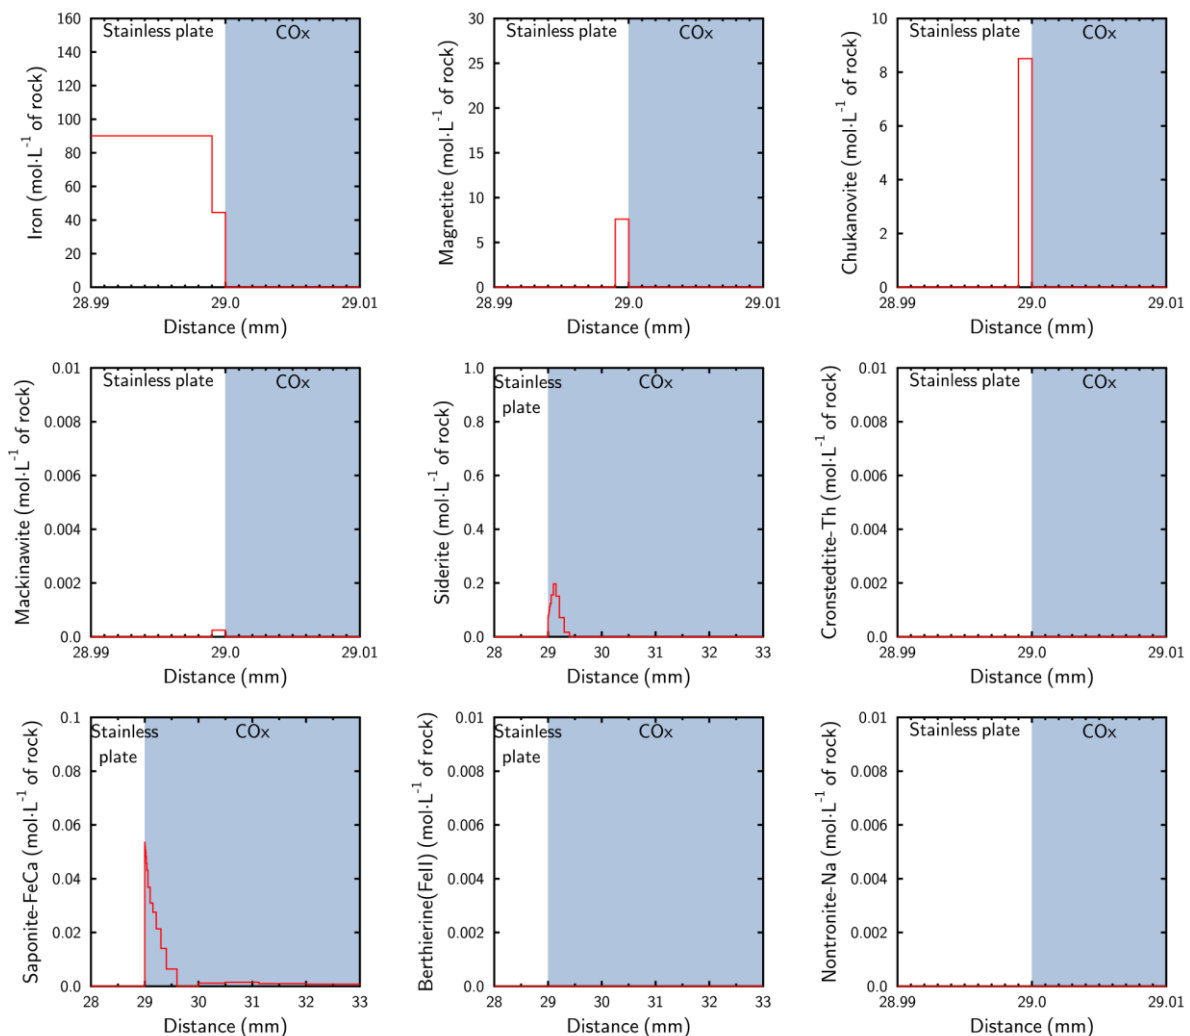 Stainless plate COx
160
140
120
100
80
60
40
20
0
Iron (mol·L⁻¹ of rock)
28.99 29.0 29.01
Distance (mm)
Stainless plate COx
30
25
20
15
10
5
0
Magnetite (mol·L⁻¹ of rock)
28.99 29.0 29.01
Distance (mm)
Stainless plate COx
10
8
6
4
2
0
Chukanovite (mol·L⁻¹ of rock)
28.99 29.0 29.01
Distance (mm)
Stainless plate COx
0.01
0.008
0.006
0.004
0.002
0.0
Mackinawite (mol·L⁻¹ of rock)
28.99 29.0 29.01
Distance (mm)
Stainless COx
plate
1.0
0.8
0.6
0.4
0.2
0.0
Siderite (mol·L⁻¹ of rock)
28 29 30 31 32 33
Distance (mm)
Stainless plate COx
0.01
0.008
0.006
0.004
0.002
0.0
Cronstedtite-Th (mol·L⁻¹ of rock)
28.99 29.0 29.01
Distance (mm)
Stainless COx
plate
0.1
0.08
0.06
0.04
0.02
0.0
Saponite-FeCa (mol·L⁻¹ of rock)
28 29 30 31 32 33
Distance (mm)
Stainless COx
plate
0.01
0.008
0.006
0.004
0.002
0.0
Berthierine(FeII) (mol·L⁻¹ of rock)
28 29 30 31 32 33
Distance (mm)
Stainless plate COx
0.01
0.008
0.006
0.004
0.002
0.0
Nontronite-Na (mol·L⁻¹ of rock)
28.99 29.0 29.01
Distance (mm)